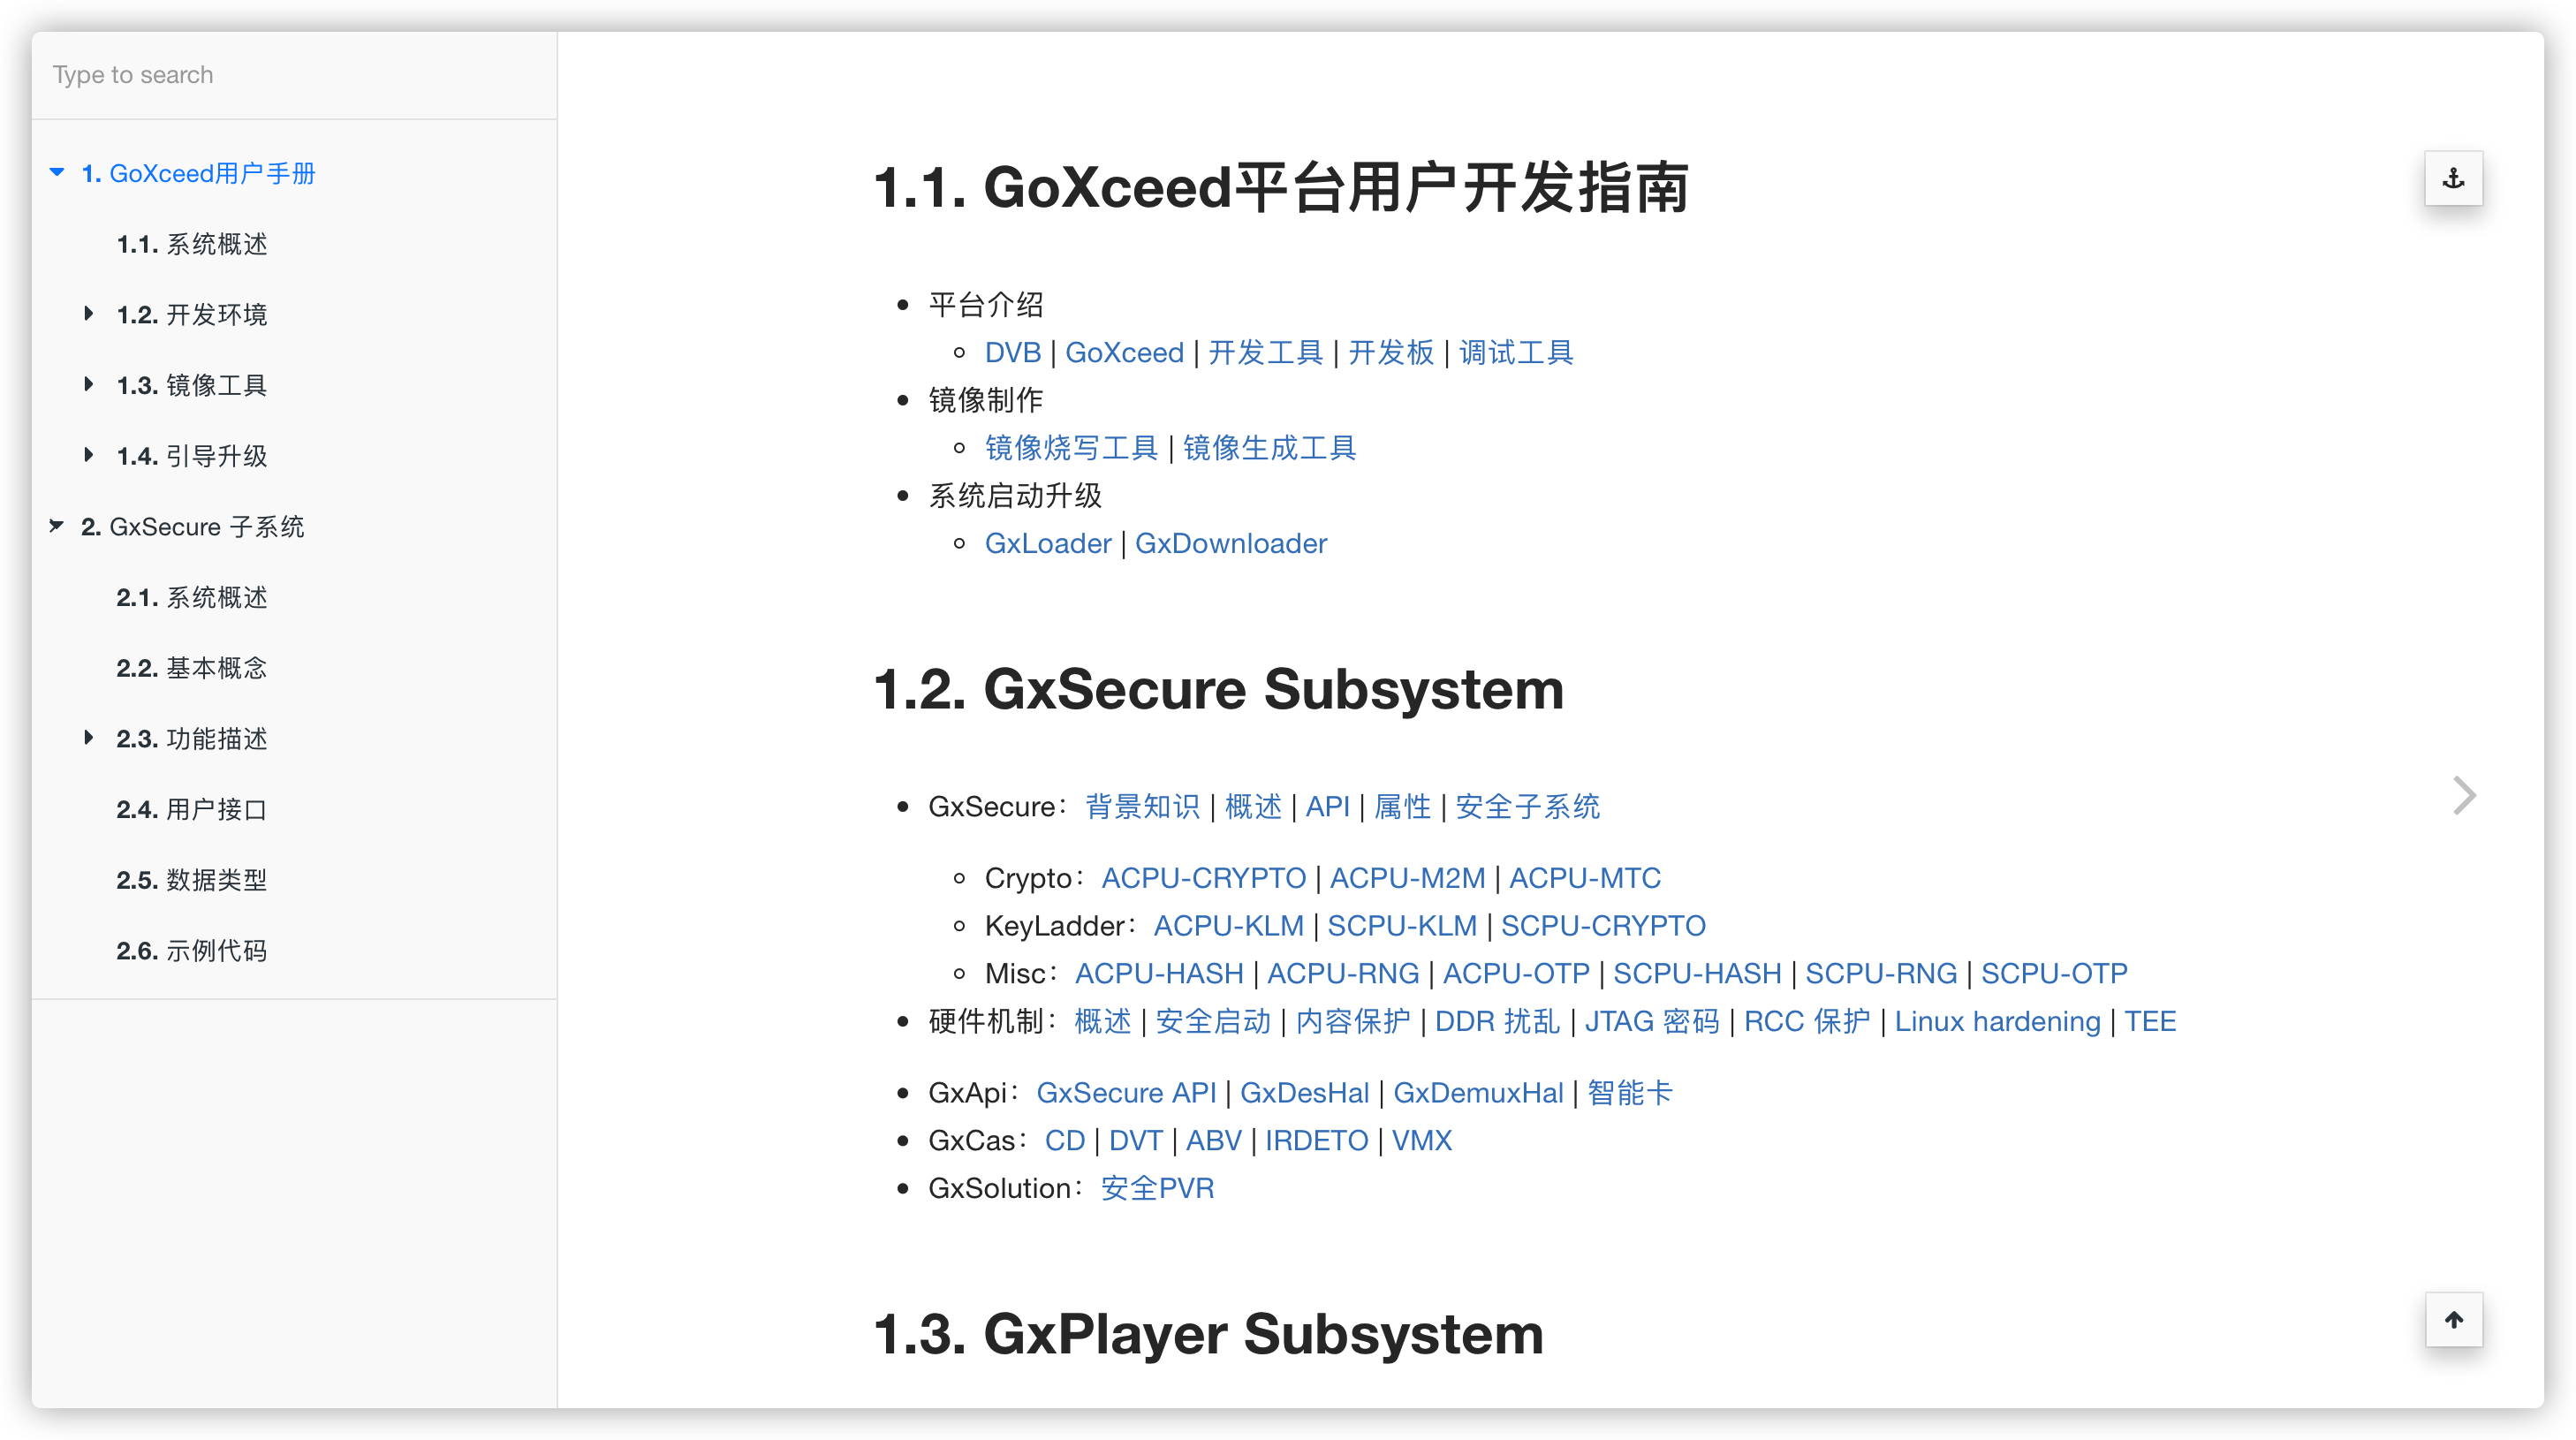 Type to search
1. GoXceed用户手册
1.1. 系统概述
1.2. 开发环境
1.3. 镜像工具
1.4. 引导升级
2. GxSecure 子系统
2.1. 系统概述
2.2. 基本概念
2.3. 功能描述
2.4. 用户接口
2.5. 数据类型
2.6. 示例代码
1.1. GoXceed平台用户开发指南
平台介绍
DVB | GoXceed | 开发工具 | 开发板 | 调试工具
镜像制作
镜像烧写工具 | 镜像生成工具
系统启动升级
GxLoader | GxDownloader
1.2. GxSecure Subsystem
GxSecure：背景知识 | 概述 | API | 属性 | 安全子系统
Crypto：ACPU-CRYPTO | ACPU-M2M | ACPU-MTC
KeyLadder：ACPU-KLM | SCPU-KLM | SCPU-CRYPTO
Misc：ACPU-HASH | ACPU-RNG | ACPU-OTP | SCPU-HASH | SCPU-RNG | SCPU-OTP
硬件机制：概述 | 安全启动 | 内容保护 | DDR 扰乱 | JTAG 密码 | RCC 保护 | Linux hardening | TEE
GxApi：GxSecure API | GxDesHal | GxDemuxHal | 智能卡
GxCas：CD | DVT | ABV | IRDETO | VMX
GxSolution：安全PVR
1.3. GxPlayer Subsystem